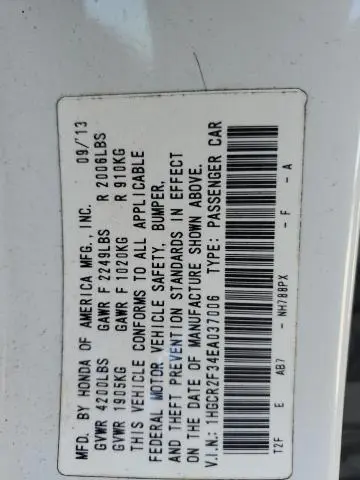 MFD. BY HONDA OF AMERICA MFG., INC. 09/13
GVWR 4200LBS GAWR F 2249LBS R 2006LBS
GVWR 1905KG GAWR F 1020KG R 910KG
THIS VEHICLE CONFORMS TO ALL APPLICABLE
FEDERAL MOTOR VEHICLE SAFETY, BUMPER,
AND THEFT PREVENTION STANDARDS IN EFFECT
ON THE DATE OF MANUFACTURE SHOWN ABOVE.
V.I.N.: 1HGCR2F34EA037006 TYPE: PASSENGER CAR
T2F E AB7 - NH788PX - F - A